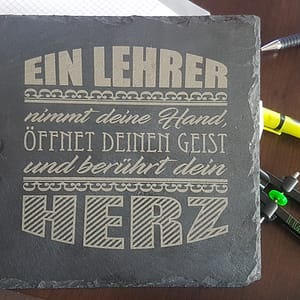 EIN LEHRER
nimmt deine Hand,
ÖFFNET DEINEN GEIST
und berührt dein
HERZ